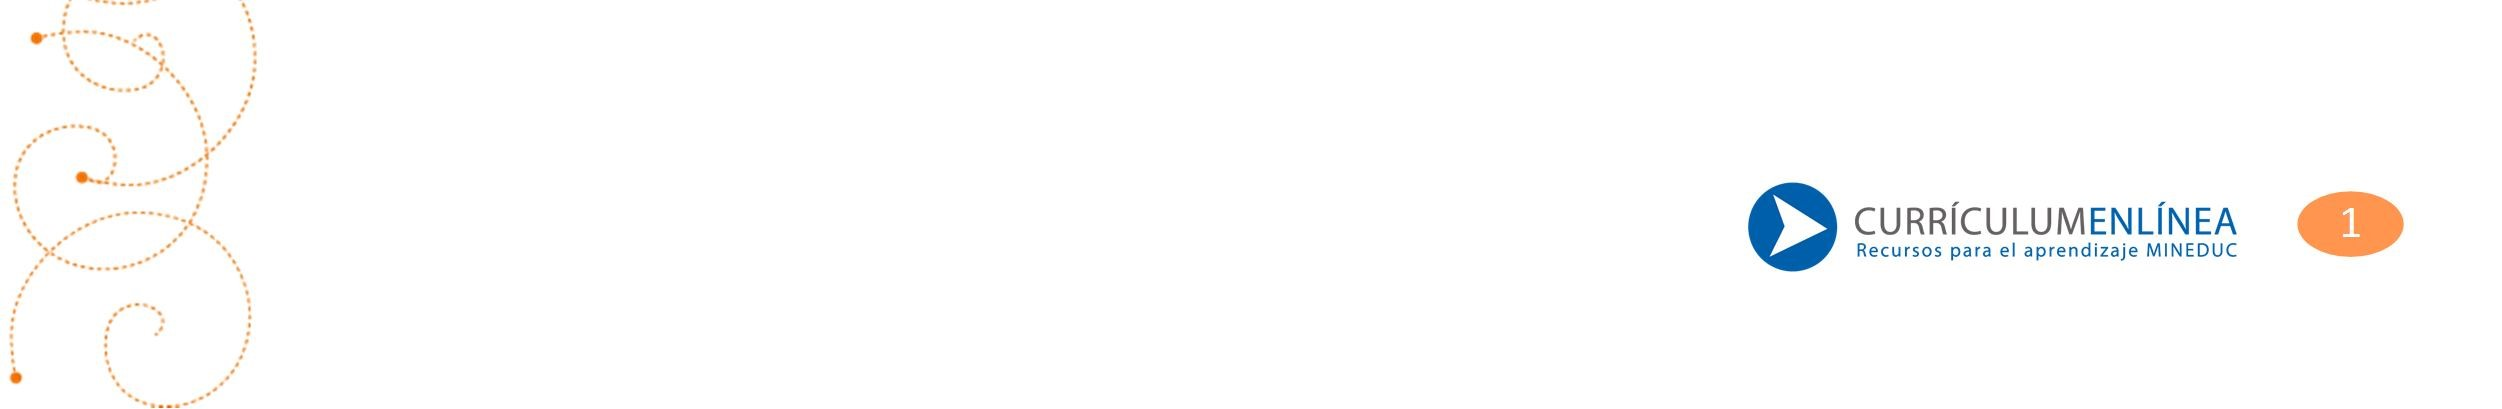 CURRÍCULUMENLÍNEA
Recursos para el aprendizaje MINEDUC
1